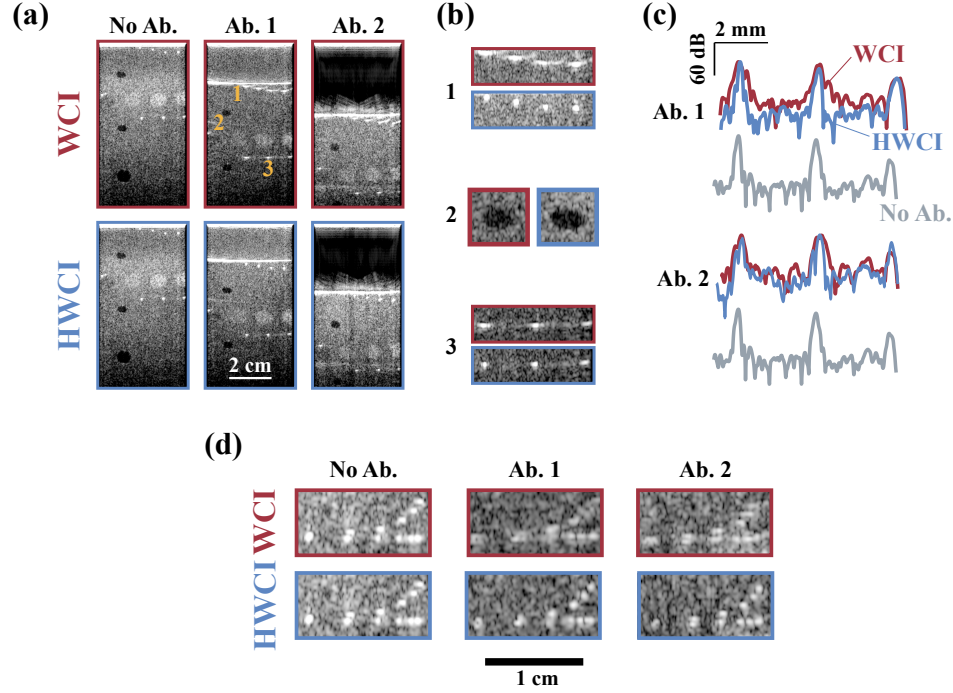 (a)
No Ab. Ab. 1 Ab. 2
WCI
1
2
3
HWCI
2 cm
(b)
1
2
3
(c)
2 mm
60 dB
WCI
Ab. 1
HWCI
No Ab.
Ab. 2
(d)
No Ab. Ab. 1 Ab. 2
WCI
HWCI
1 cm